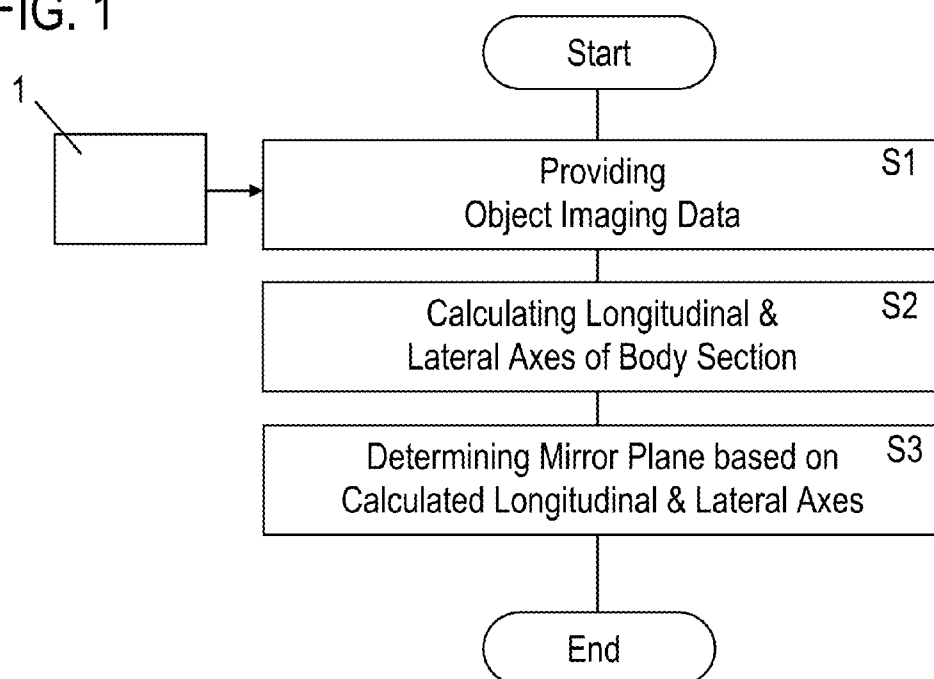 FIG. 1
Start
1
S1
Providing
Object Imaging Data
S2
Calculating Longitudinal &
Lateral Axes of Body Section
S3
Determining Mirror Plane based on
Calculated Longitudinal & Lateral Axes
End